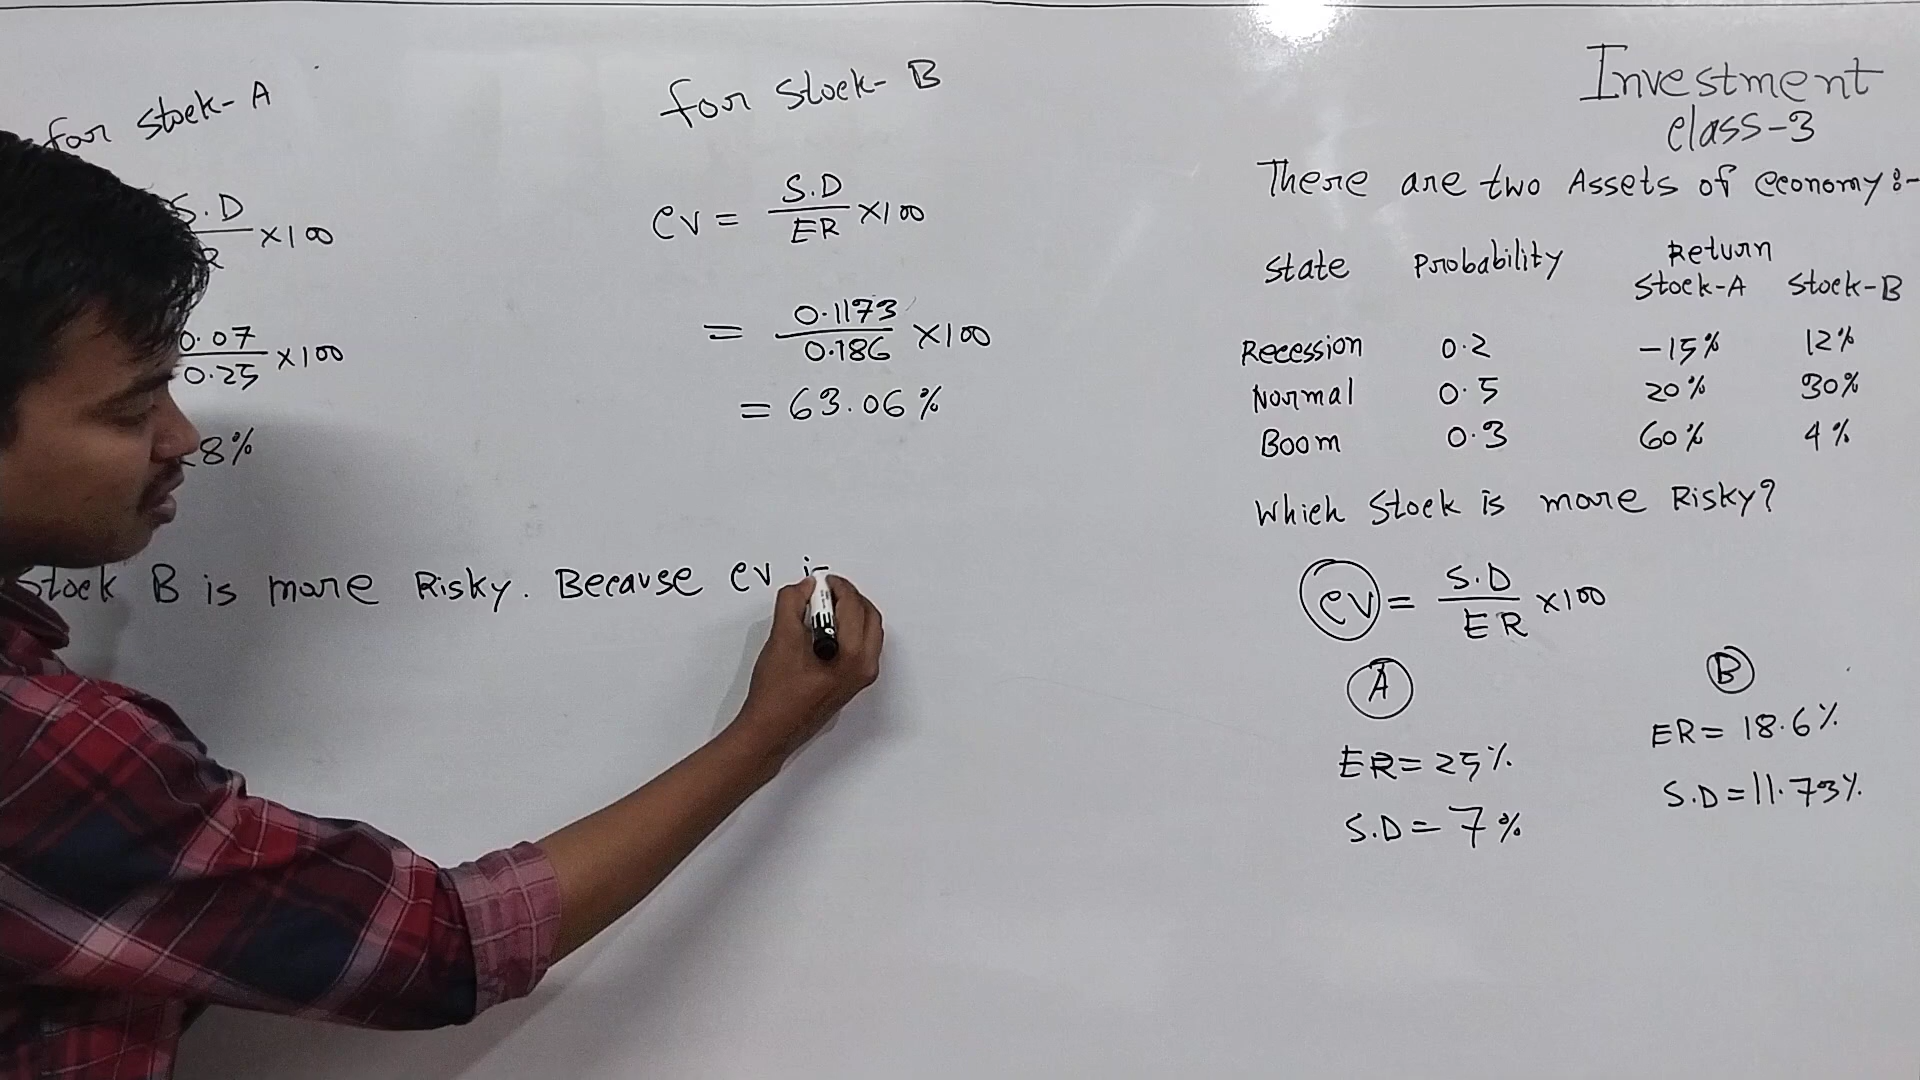 for stock-A
S.D
× 100
R
0.07
0.25 × 100
28%
for stock-B
CV = S.D
ER × 100
= 0.1173
0.186 × 100
= 63.06%
Stock B is more Risky. Because CV is
Investment
class-3
There are two Assets of economy:-
State Probability Return
Stock-A Stock-B
Recession 0.2 -15% 12%
Normal 0.5 20% 30%
Boom 0.3 60% 4%
Which Stock is more Risky?
CV = S.D
ER ×100
A
ER = 25%
S.D = 7%
B
ER = 18.6%
S.D = 11.73%